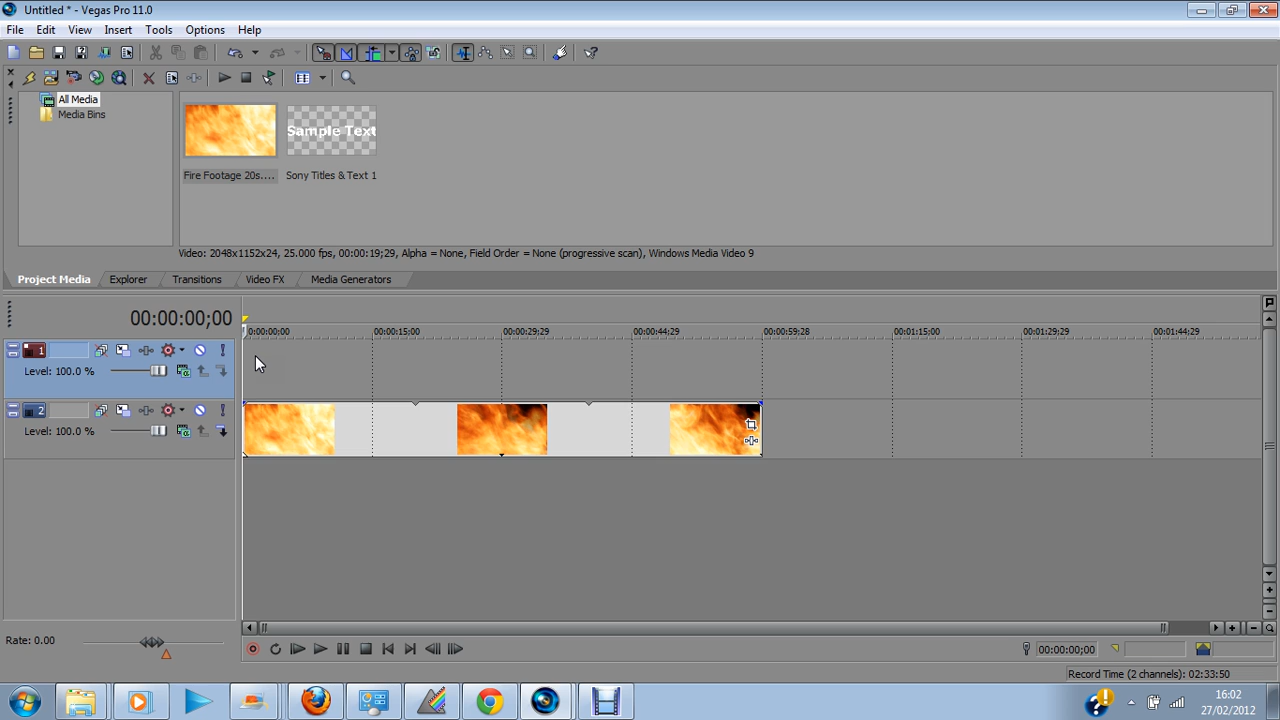 Untitled * - Vegas Pro 11.0
File Edit View Insert Tools Options Help
All Media
Media Bins
Sample Text
Fire Footage 20s.... Sony Titles & Text 1
Video: 2048x1152x24, 25.000 fps, 00:00:19;29, Alpha = None, Field Order = None (progressive scan), Windows Media Video 9
Project Media Explorer Transitions Video FX Media Generators
00:00:00;00
0:00:00;00 00:00:15;00 00:00:29;29 00:00:44;29 00:00:59;28 00:01:15;00 00:01:29;29 00:01:44;29
1
Level: 100.0 %
2
Level: 100.0 %
Rate: 0.00
00:00:00;00
Record Time (2 channels): 02:33:50
16:02
27/02/2012